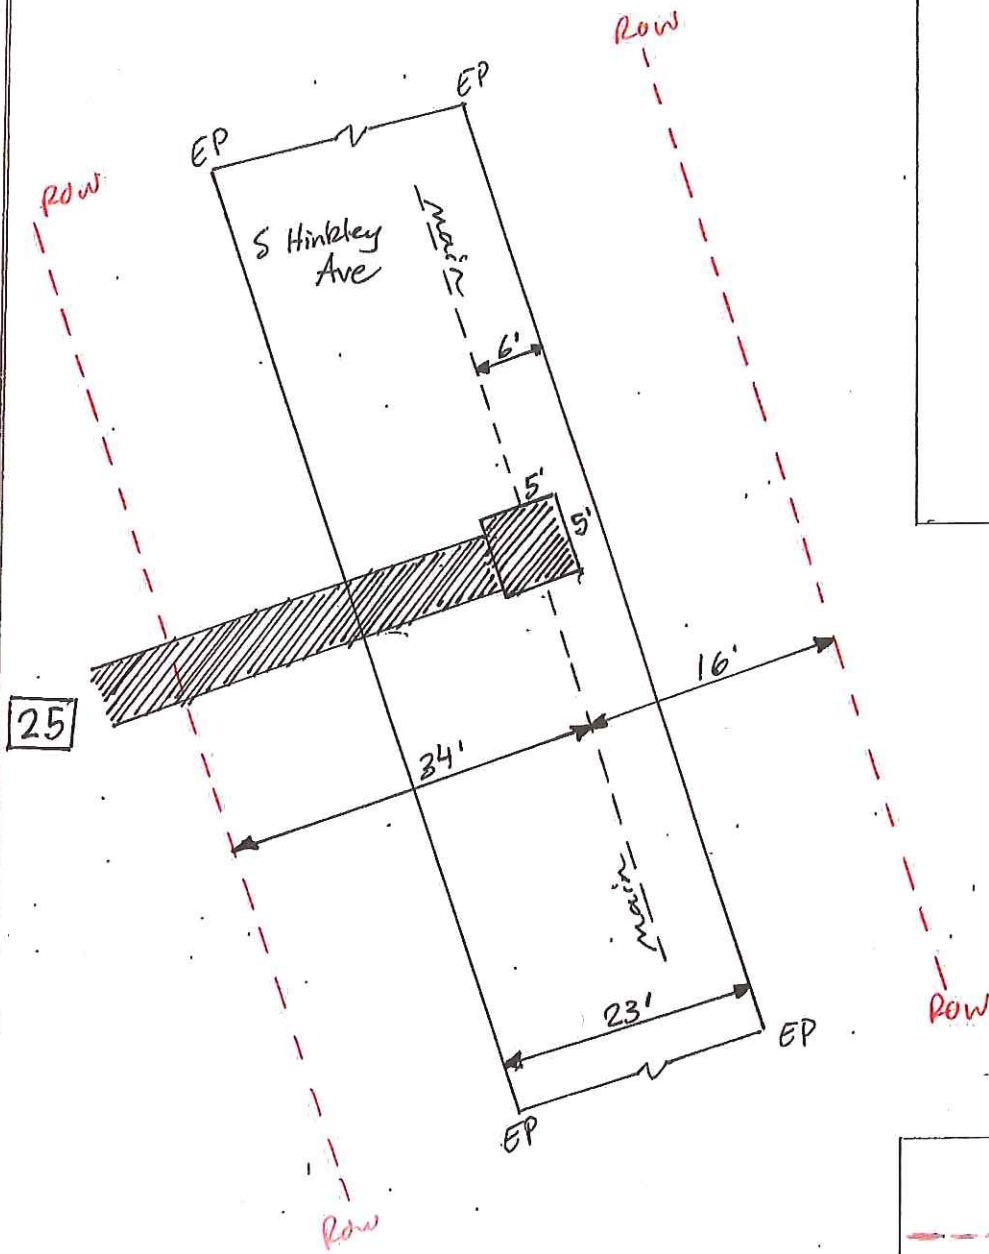 ROW
EP
EP
ROW
S Hinkley
Ave
main
6'
5'
5'
16'
25
34'
main
23'
ROW
EP
EP
ROW